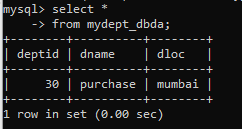 mysql> select *
    -> from mydept_dbda;
+--------+----------+--------+
| deptid | dname    | dloc   |
+--------+----------+--------+
|     30 | purchase | mumbai |
+--------+----------+--------+
1 row in set (0.00 sec)